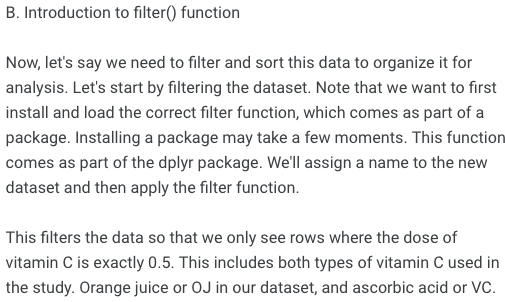 B. Introduction to filter() function
Now, let's say we need to filter and sort this data to organize it for
analysis. Let's start by filtering the dataset. Note that we want to first
install and load the correct filter function, which comes as part of a
package. Installing a package may take a few moments. This function
comes as part of the dplyr package. We'll assign a name to the new
dataset and then apply the filter function.
This filters the data so that we only see rows where the dose of
vitamin C is exactly 0.5. This includes both types of vitamin C used in
the study. Orange juice or OJ in our dataset, and ascorbic acid or VC.